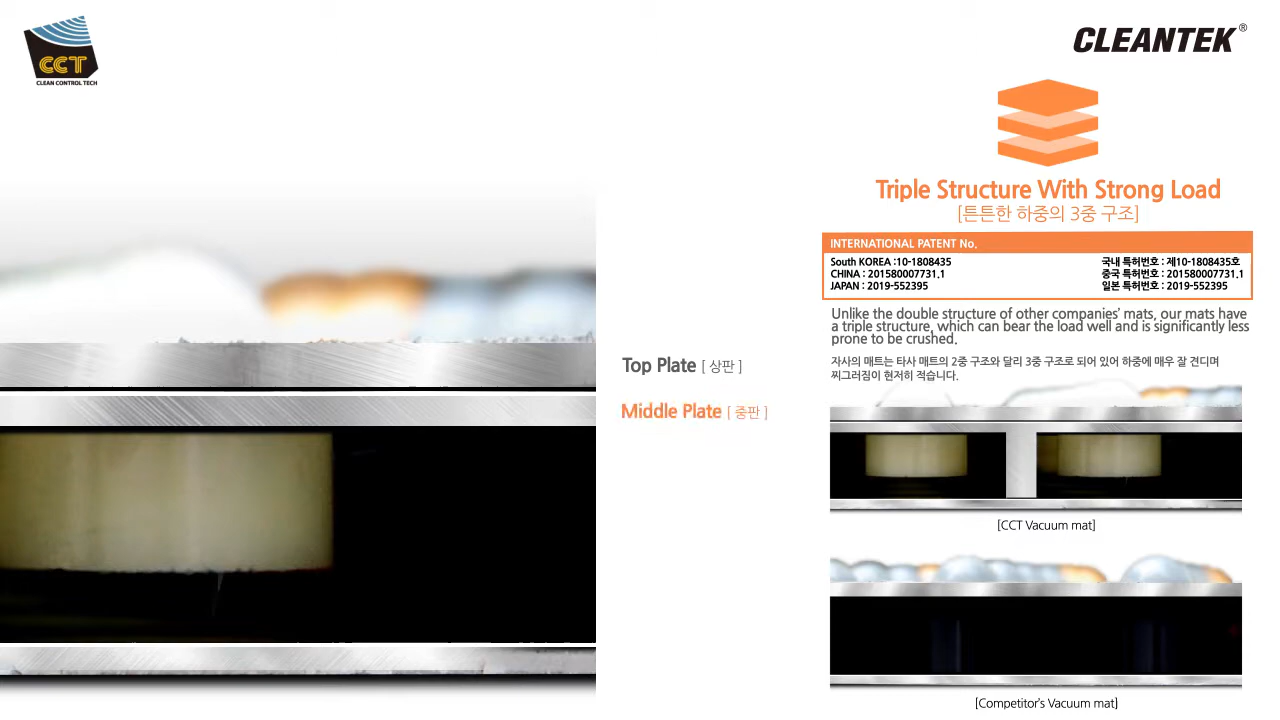 CCT
CLEAN CONTROL TECH
CLEANTEK®
Triple Structure With Strong Load
[튼튼한 하중의 3중 구조]
INTERNATIONAL PATENT No.
South KOREA :10-1808435
국내 특허번호 : 제10-1808435호
CHINA : 201580007731.1
중국 특허번호 : 201580007731.1
JAPAN : 2019-552395
일본 특허번호 : 2019-552395
Unlike the double structure of other companies’ mats, our mats have
a triple structure, which can bear the load well and is significantly less
prone to be crushed.
자사의 매트는 타사 매트의 2중 구조와 달리 3중 구조로 되어 있어 하중에 매우 잘 견디며
찌그러짐이 현저히 적습니다.
Top Plate [ 상판 ]
Middle Plate [ 중판 ]
[CCT Vacuum mat]
[Competitor’s Vacuum mat]